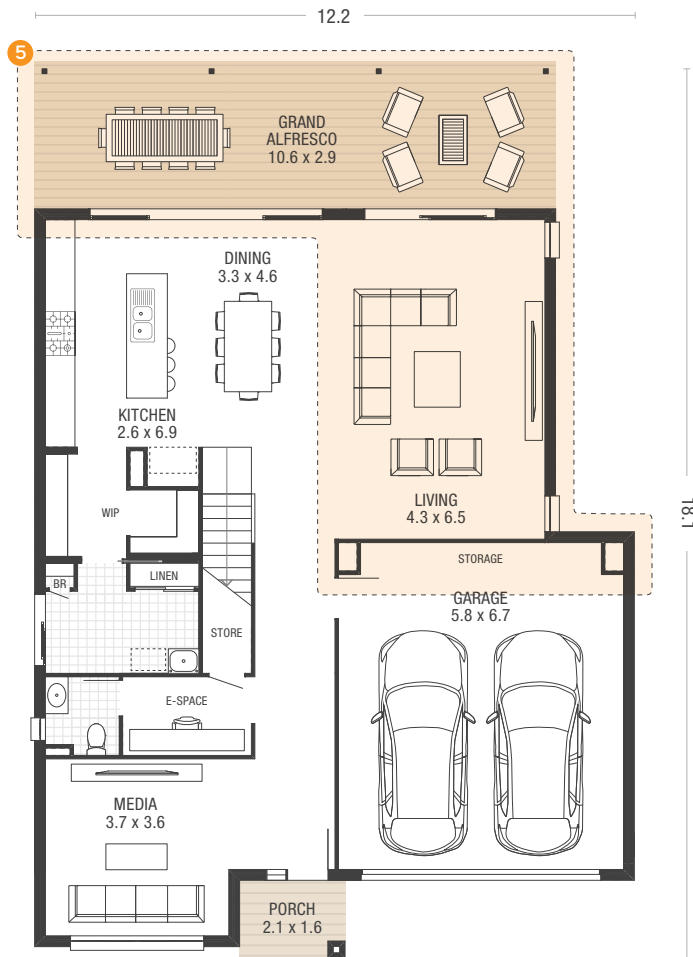 12.2
5
GRAND
ALFRESCO
10.6 x 2.9
DINING
3.3 x 4.6
KITCHEN
2.6 x 6.9
LIVING
4.3 x 6.5
18.1
WIP
STORAGE
BR
LINEN
GARAGE
5.8 x 6.7
STORE
E-SPACE
MEDIA
3.7 x 3.6
PORCH
2.1 x 1.6